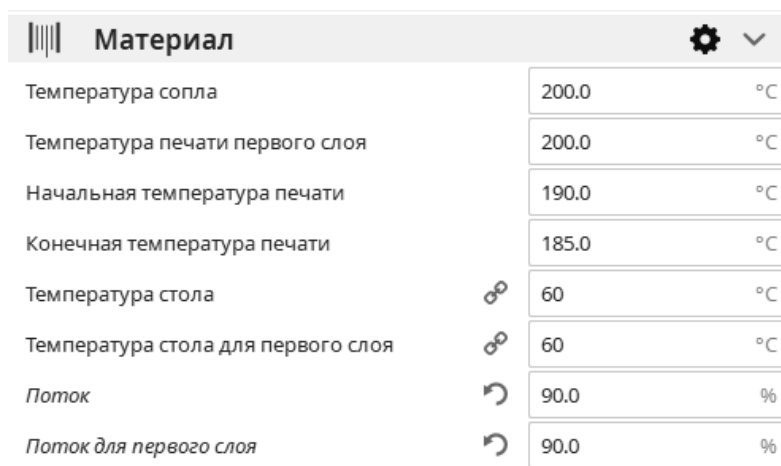 Материал
Температура сопла 200.0 °C
Температура печати первого слоя 200.0 °C
Начальная температура печати 190.0 °C
Конечная температура печати 185.0 °C
Температура стола 60 °C
Температура стола для первого слоя 60 °C
Поток 90.0 %
Поток для первого слоя 90.0 %